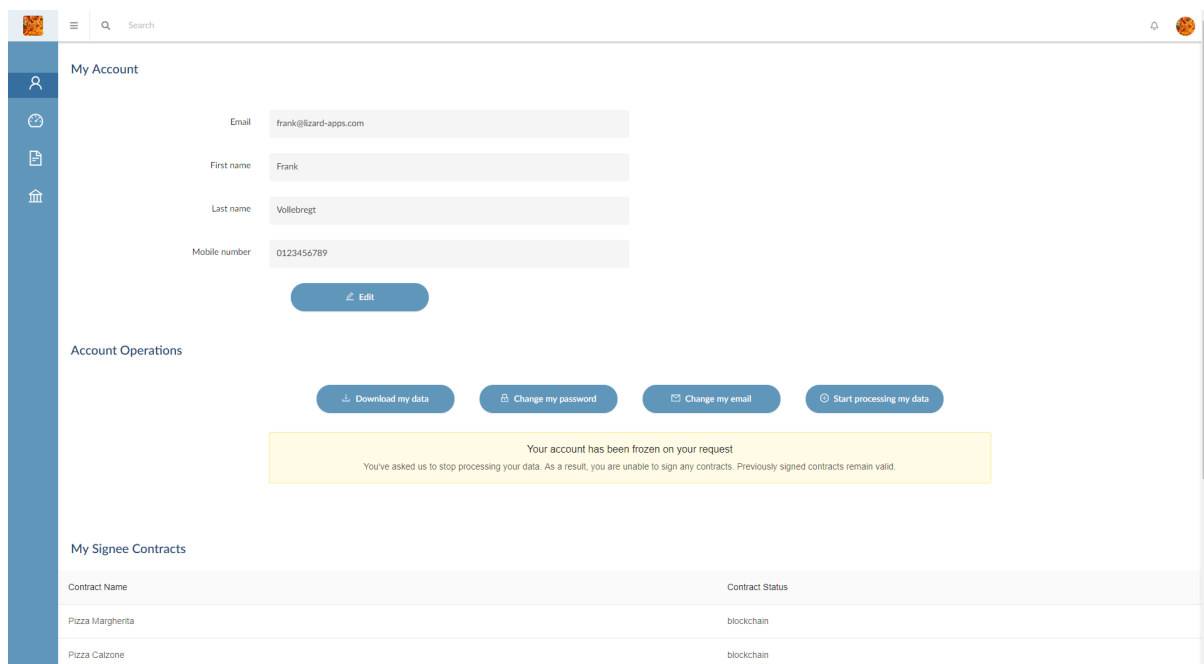 Search
My Account
Email frank@lizard-apps.com
First name Frank
Last name Vollebregt
Mobile number 0123456789
Edit
Account Operations
Download my data Change my password Change my email Start processing my data
Your account has been frozen on your request
You've asked us to stop processing your data. As a result, you are unable to sign any contracts. Previously signed contracts remain valid.
My Signee Contracts
Contract Name Contract Status
Pizza Margherita blockchain
Pizza Calzone blockchain